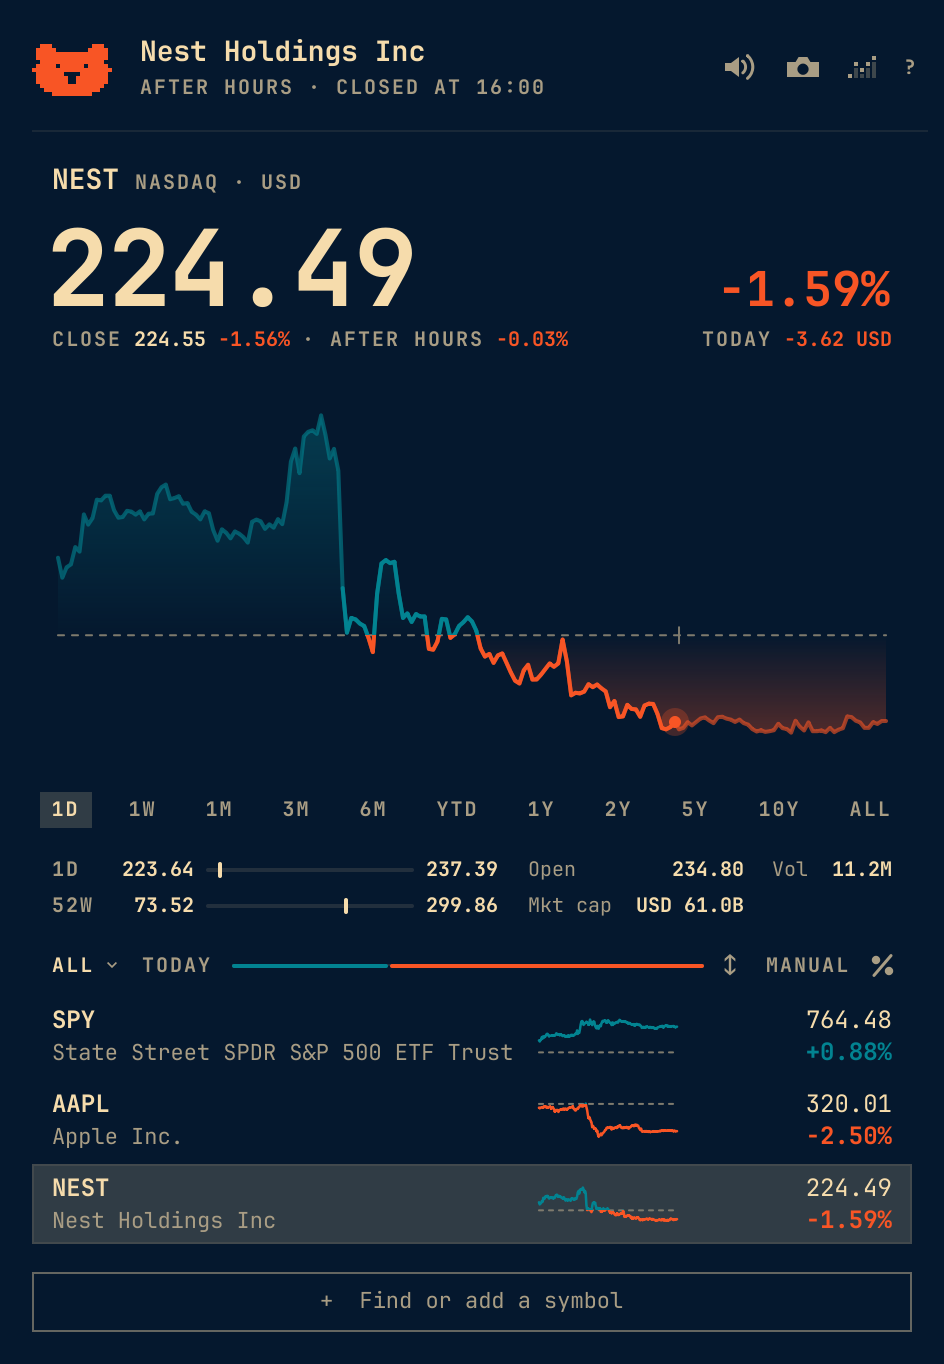 Nest Holdings Inc
AFTER HOURS · CLOSED AT 16:00
?
NEST NASDAQ · USD
224.49 -1.59%
CLOSE 224.55 -1.56% · AFTER HOURS -0.03% TODAY -3.62 USD
1D 1W 1M 3M 6M YTD 1Y 2Y 5Y 10Y ALL
1D 223.64 237.39 Open 234.80 Vol 11.2M
52W 73.52 299.86 Mkt cap USD 61.0B
ALL TODAY MANUAL %
SPY 764.48
State Street SPDR S&P 500 ETF Trust +0.88%
AAPL 320.01
Apple Inc. -2.50%
NEST 224.49
Nest Holdings Inc -1.59%
+ Find or add a symbol